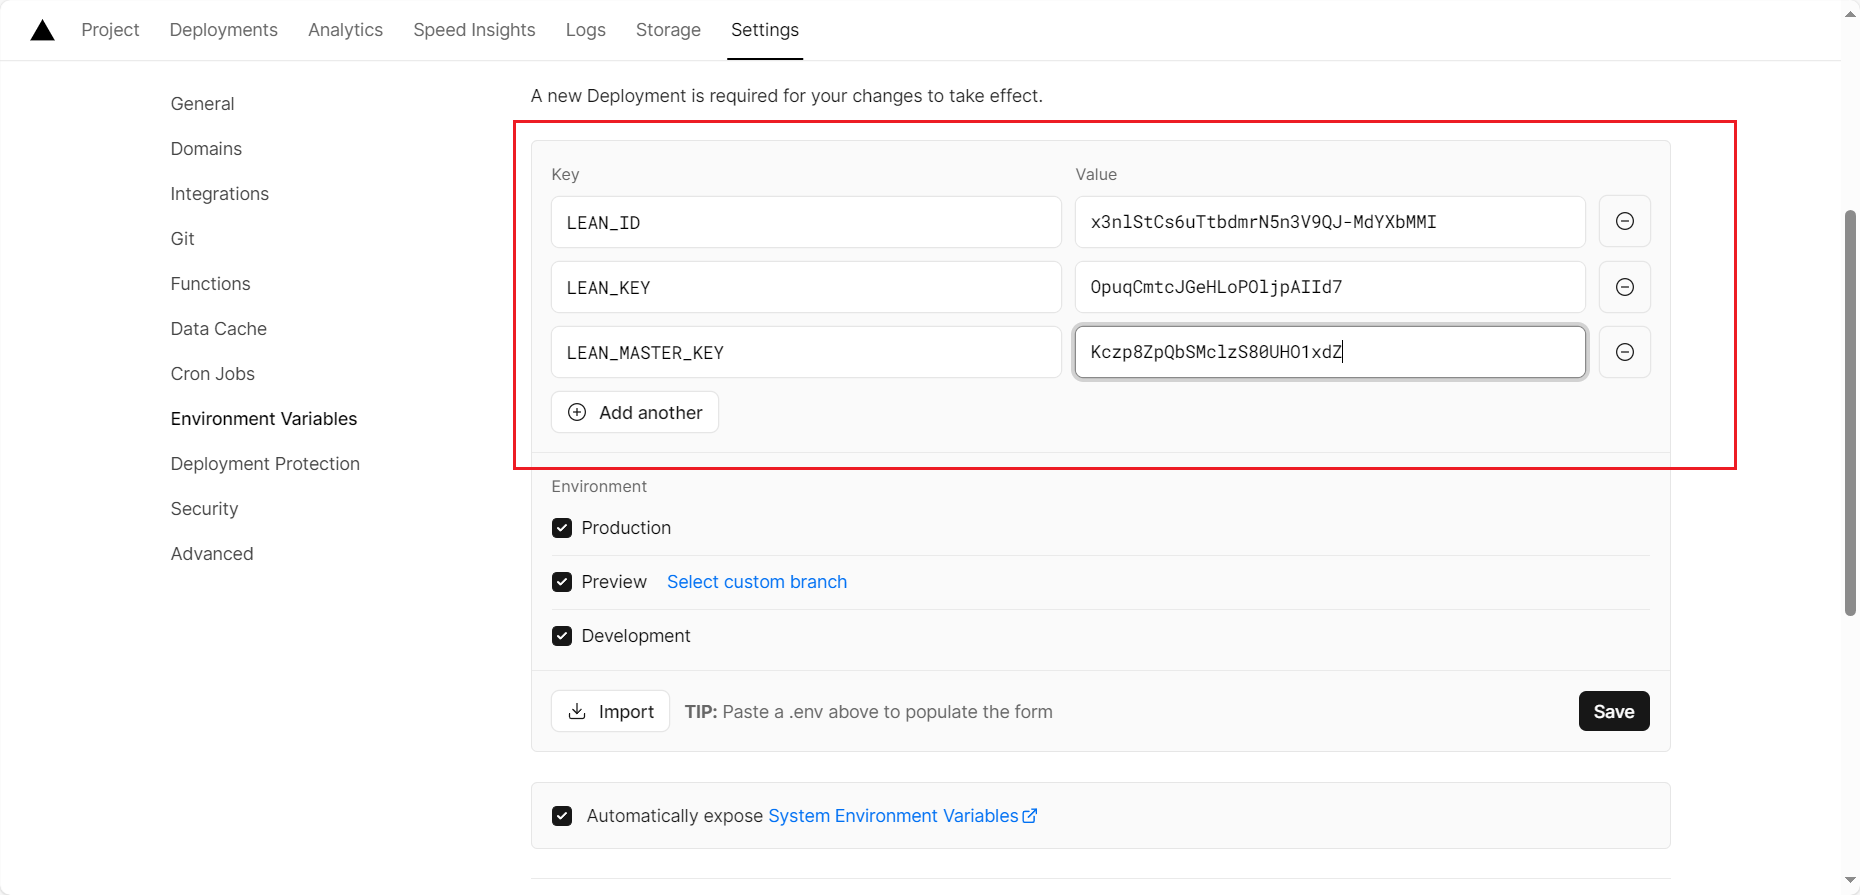 Project Deployments Analytics Speed Insights Logs Storage Settings
General
Domains
Integrations
Git
Functions
Data Cache
Cron Jobs
Environment Variables
Deployment Protection
Security
Advanced
A new Deployment is required for your changes to take effect.
Key Value
LEAN_ID x3nlStCs6uTtbdmrN5n3V9QJ-MdYXbMMI
LEAN_KEY OpuqCmtcJGeHLoPOljpAIId7
LEAN_MASTER_KEY Kczp8ZpQbSMclzS80UHO1xdZ
Add another
Environment
Production
Preview Select custom branch
Development
Import TIP: Paste a .env above to populate the form Save
Automatically expose System Environment Variables